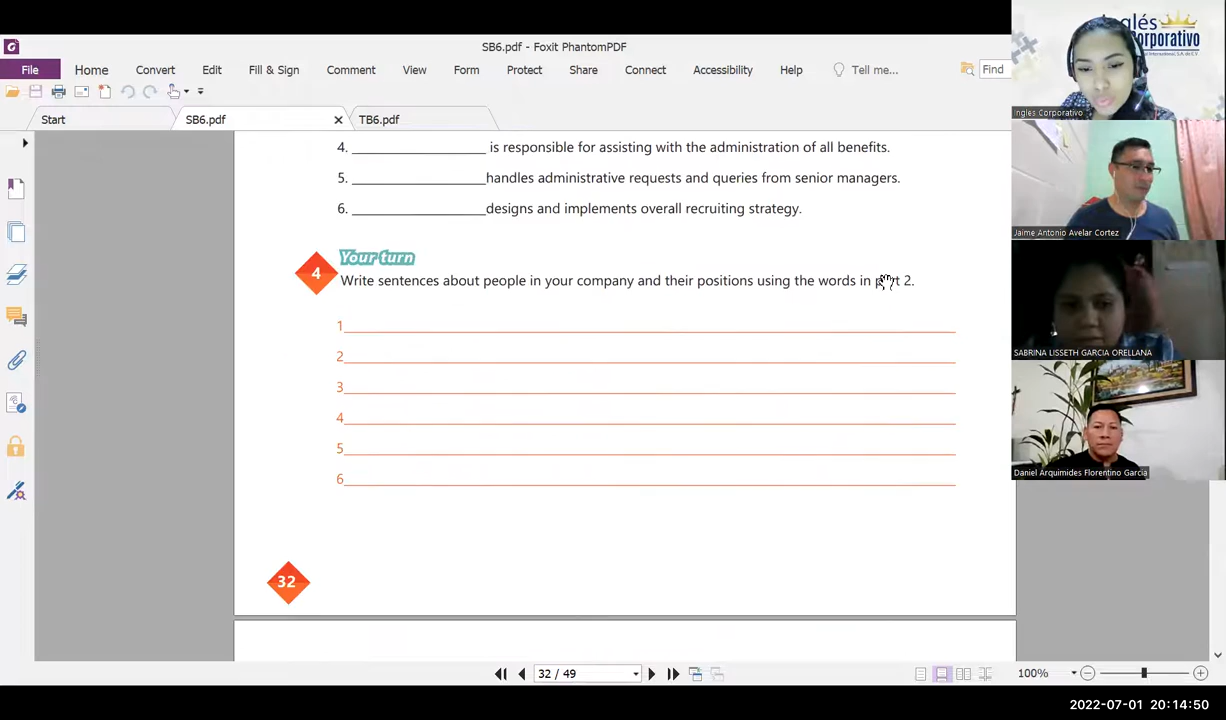 SB6.pdf - Foxit PhantomPDF
File Home Convert Edit Fill & Sign Comment View Form Protect Share Connect Accessibility Help Tell me... Find
Start SB6.pdf TB6.pdf
4. is responsible for assisting with the administration of all benefits.
5. handles administrative requests and queries from senior managers.
6. designs and implements overall recruiting strategy.
Your turn
4 Write sentences about people in your company and their positions using the words in part 2.
1
2
3
4
5
6
32
32 / 49
100%
Inglés
Corporativo
Ingles Corporativo
Jaime Antonio Avelar Cortez
SABRINA LISSETH GARCIA ORELLANA
Daniel Arquimides Florentino Garcia
2022-07-01 20:14:50